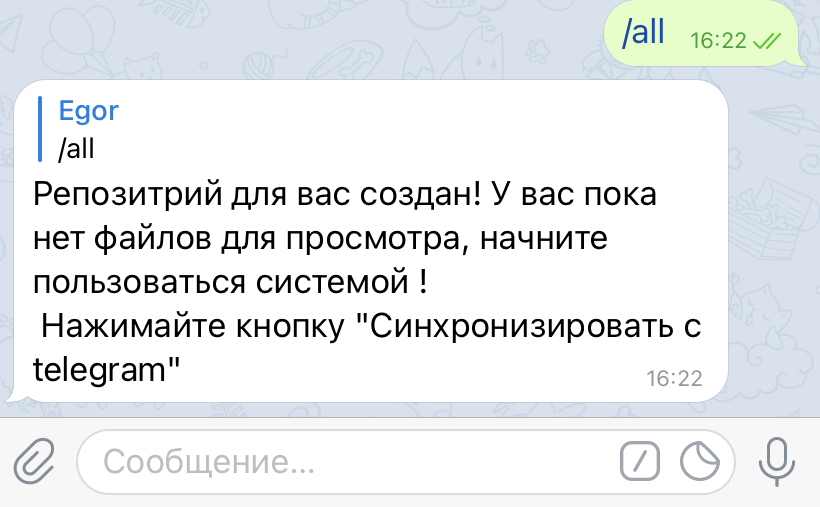 /all 16:22
Egor
/all
Репозитрий для вас создан! У вас пока
нет файлов для просмотра, начните
пользоваться системой !
Нажимайте кнопку "Синхронизировать с
telegram"
16:22
Сообщение...